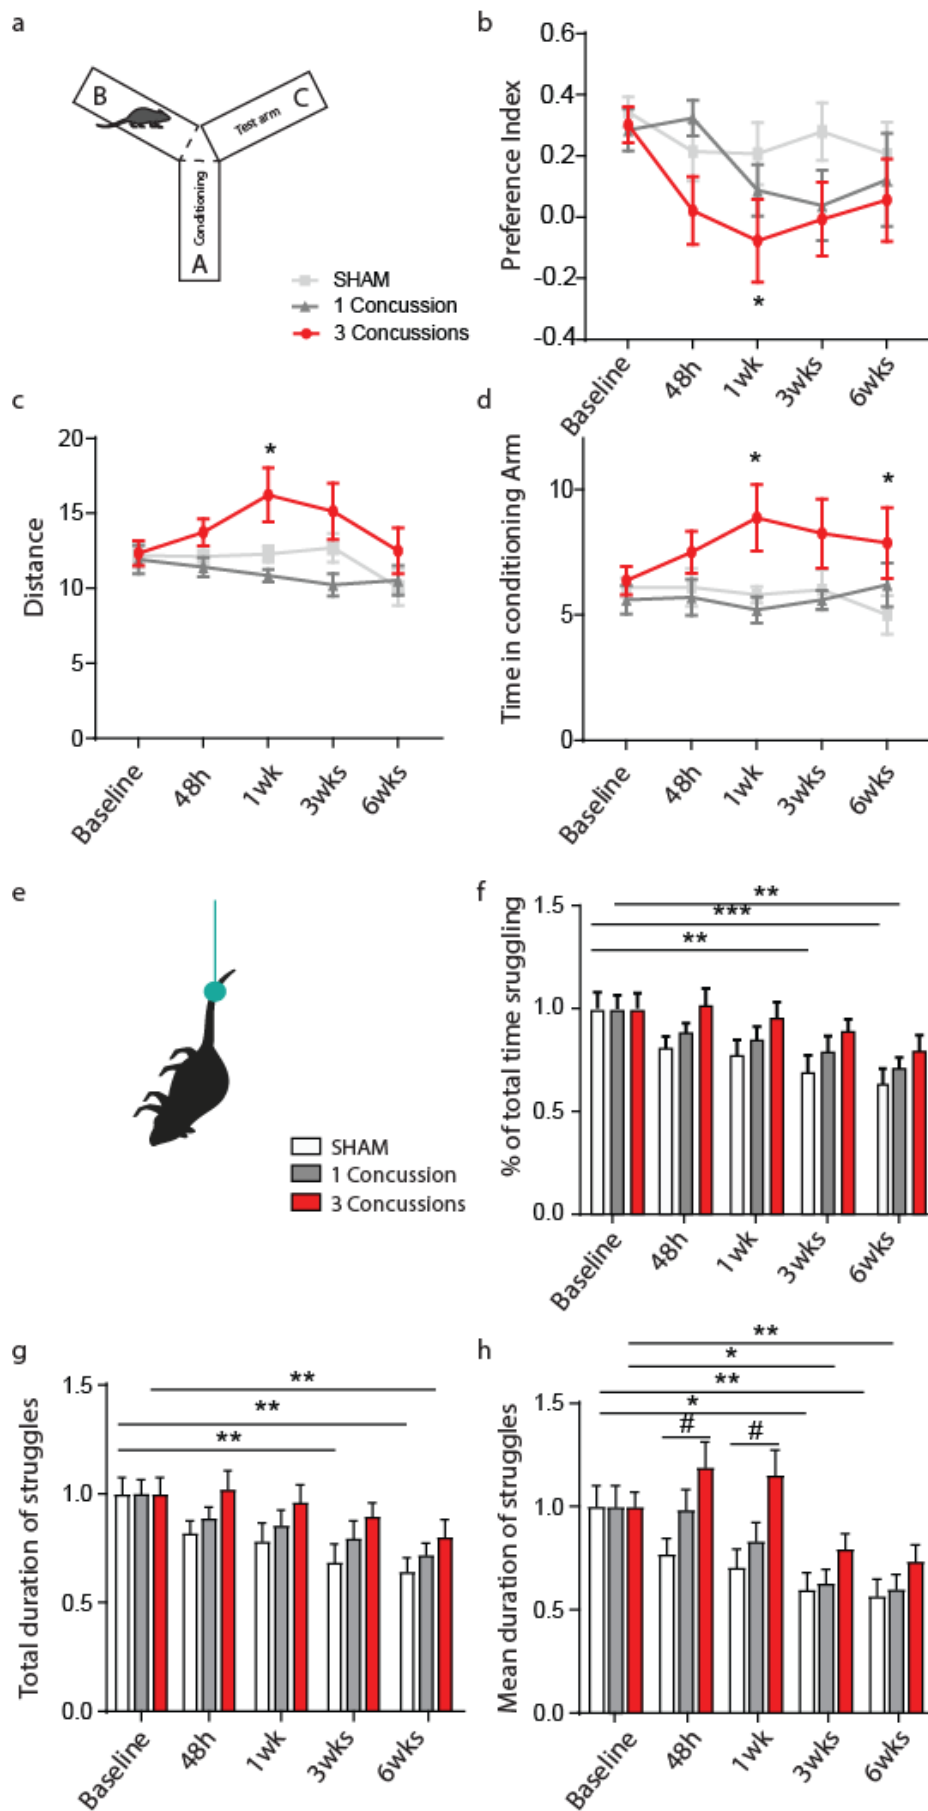 a
B
C
Test arm
Conditioning
A
SHAM
1 Concussion
3 Concussions
b
Preference Index
0.6
0.4
0.2
0.0
-0.2
-0.4
*
Baseline
48h
1wk
3wks
6wks
c
Distance
20
15
10
5
0
*
Baseline
48h
1wk
3wks
6wks
d
Time in conditioning Arm
10
5
0
*
*
Baseline
48h
1wk
3wks
6wks
e
SHAM
1 Concussion
3 Concussions
f
% of total time sruggling
1.5
1.0
0.5
0.0
**
***
**
Baseline
48h
1wk
3wks
6wks
g
Total duration of struggles
1.5
1.0
0.5
0.0
**
**
**
Baseline
48h
1wk
3wks
6wks
h
Mean duration of struggles
1.5
1.0
0.5
0.0
**
*
**
*
#
#
Baseline
48h
1wk
3wks
6wks